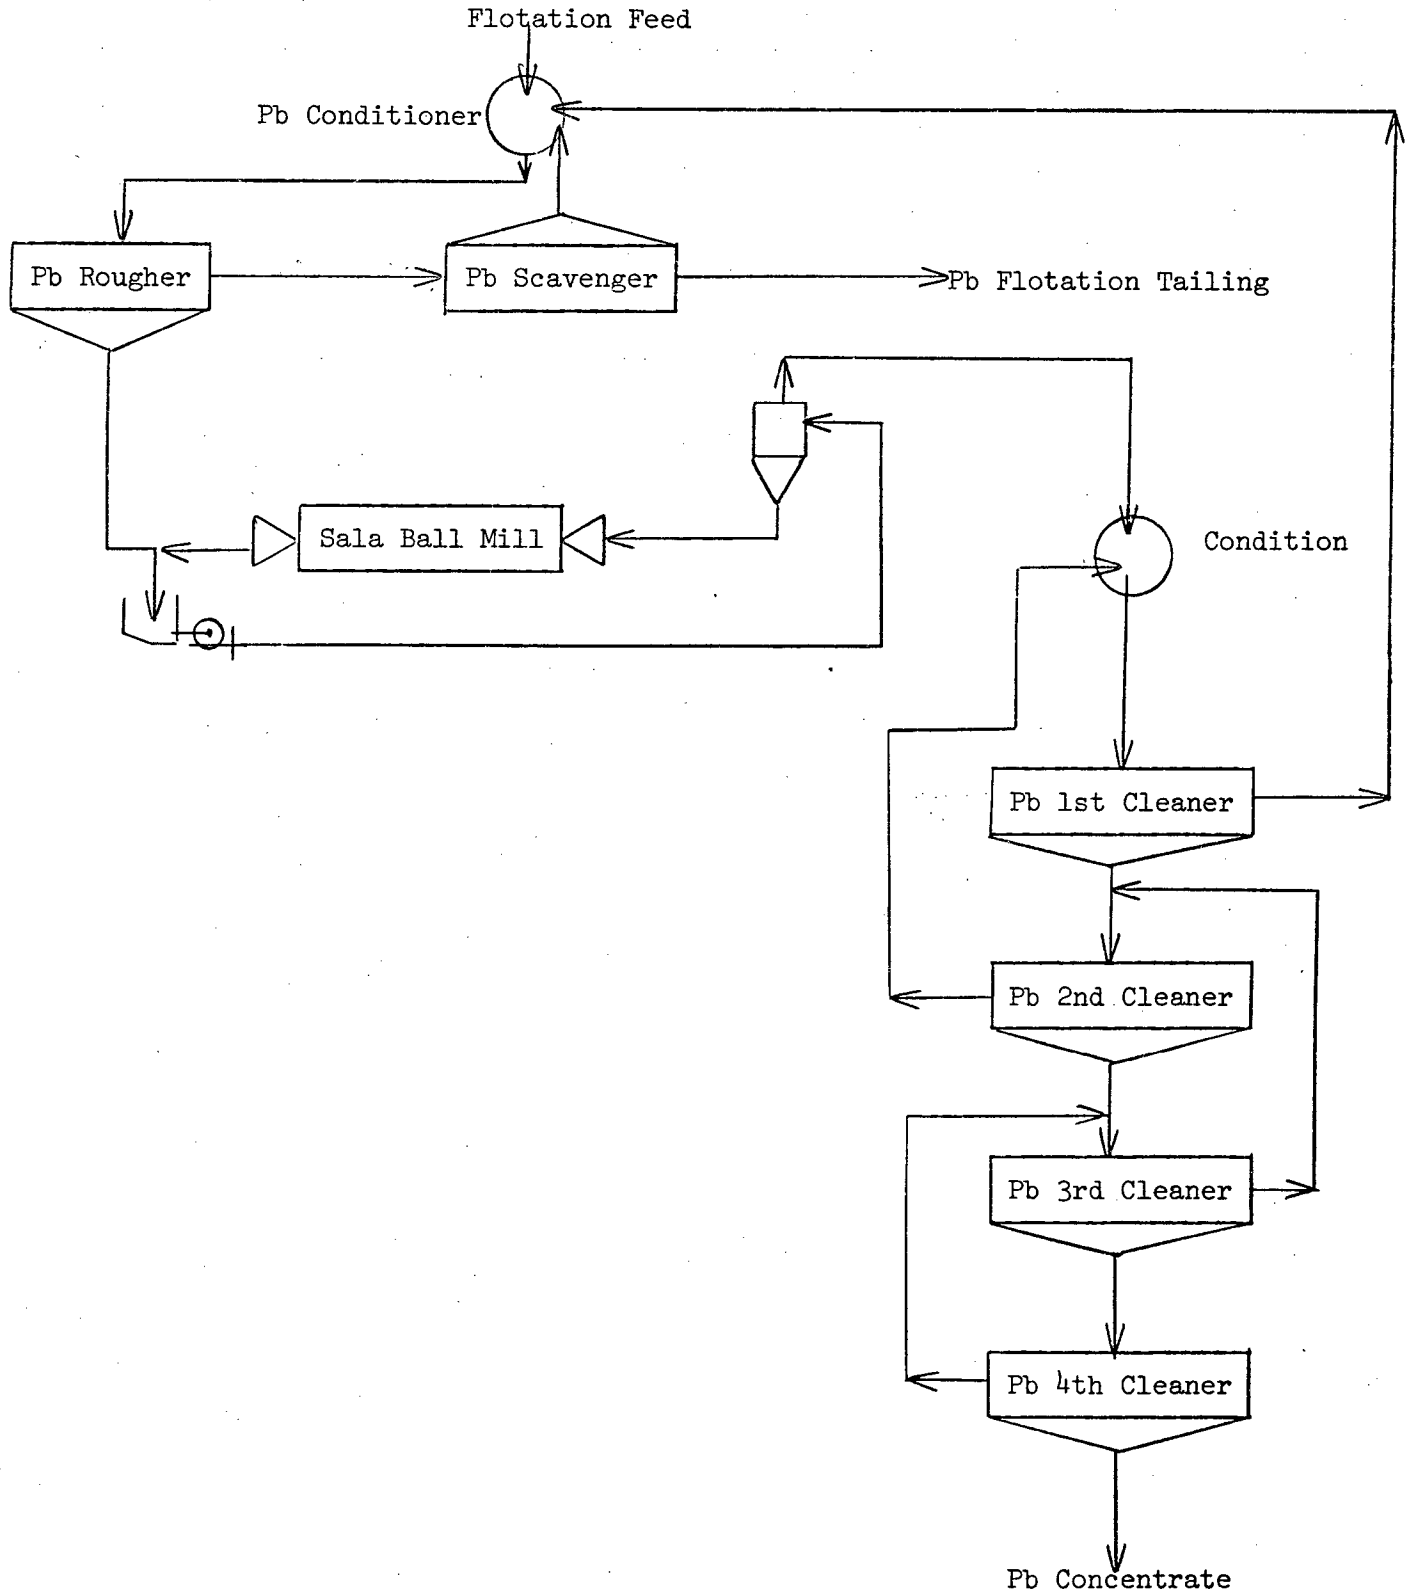 Flotation Feed
Pb Conditioner
Pb Rougher
Pb Scavenger
Pb Flotation Tailing
Sala Ball Mill
Condition
Pb 1st Cleaner
Pb 2nd Cleaner
Pb 3rd Cleaner
Pb 4th Cleaner
Pb Concentrate